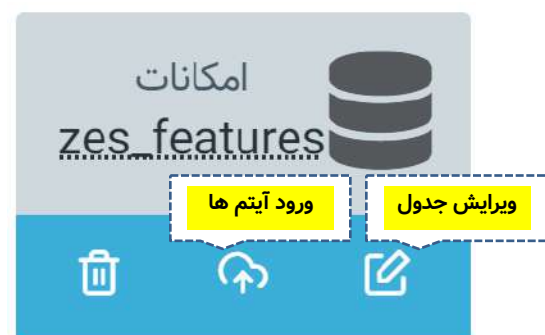 امکانات
zes_features
ویرایش جدول
ورود آیتم ها